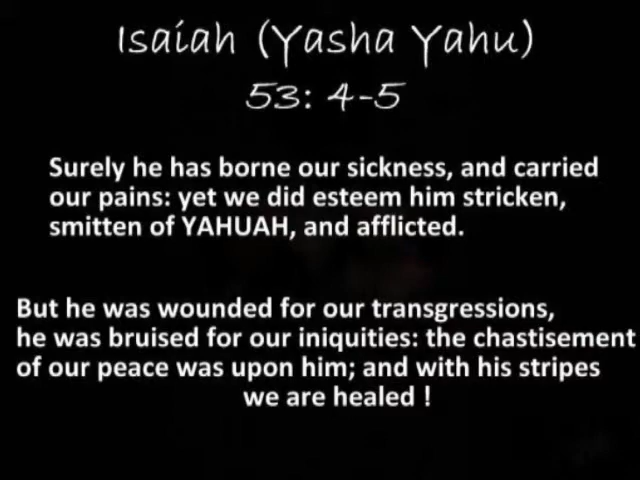 Isaiah (Yasha Yahu)
53: 4-5
Surely he has borne our sickness, and carried
our pains: yet we did esteem him stricken,
smitten of YAHUAH, and afflicted.
But he was wounded for our transgressions,
he was bruised for our iniquities: the chastisement
of our peace was upon him; and with his stripes
we are healed !